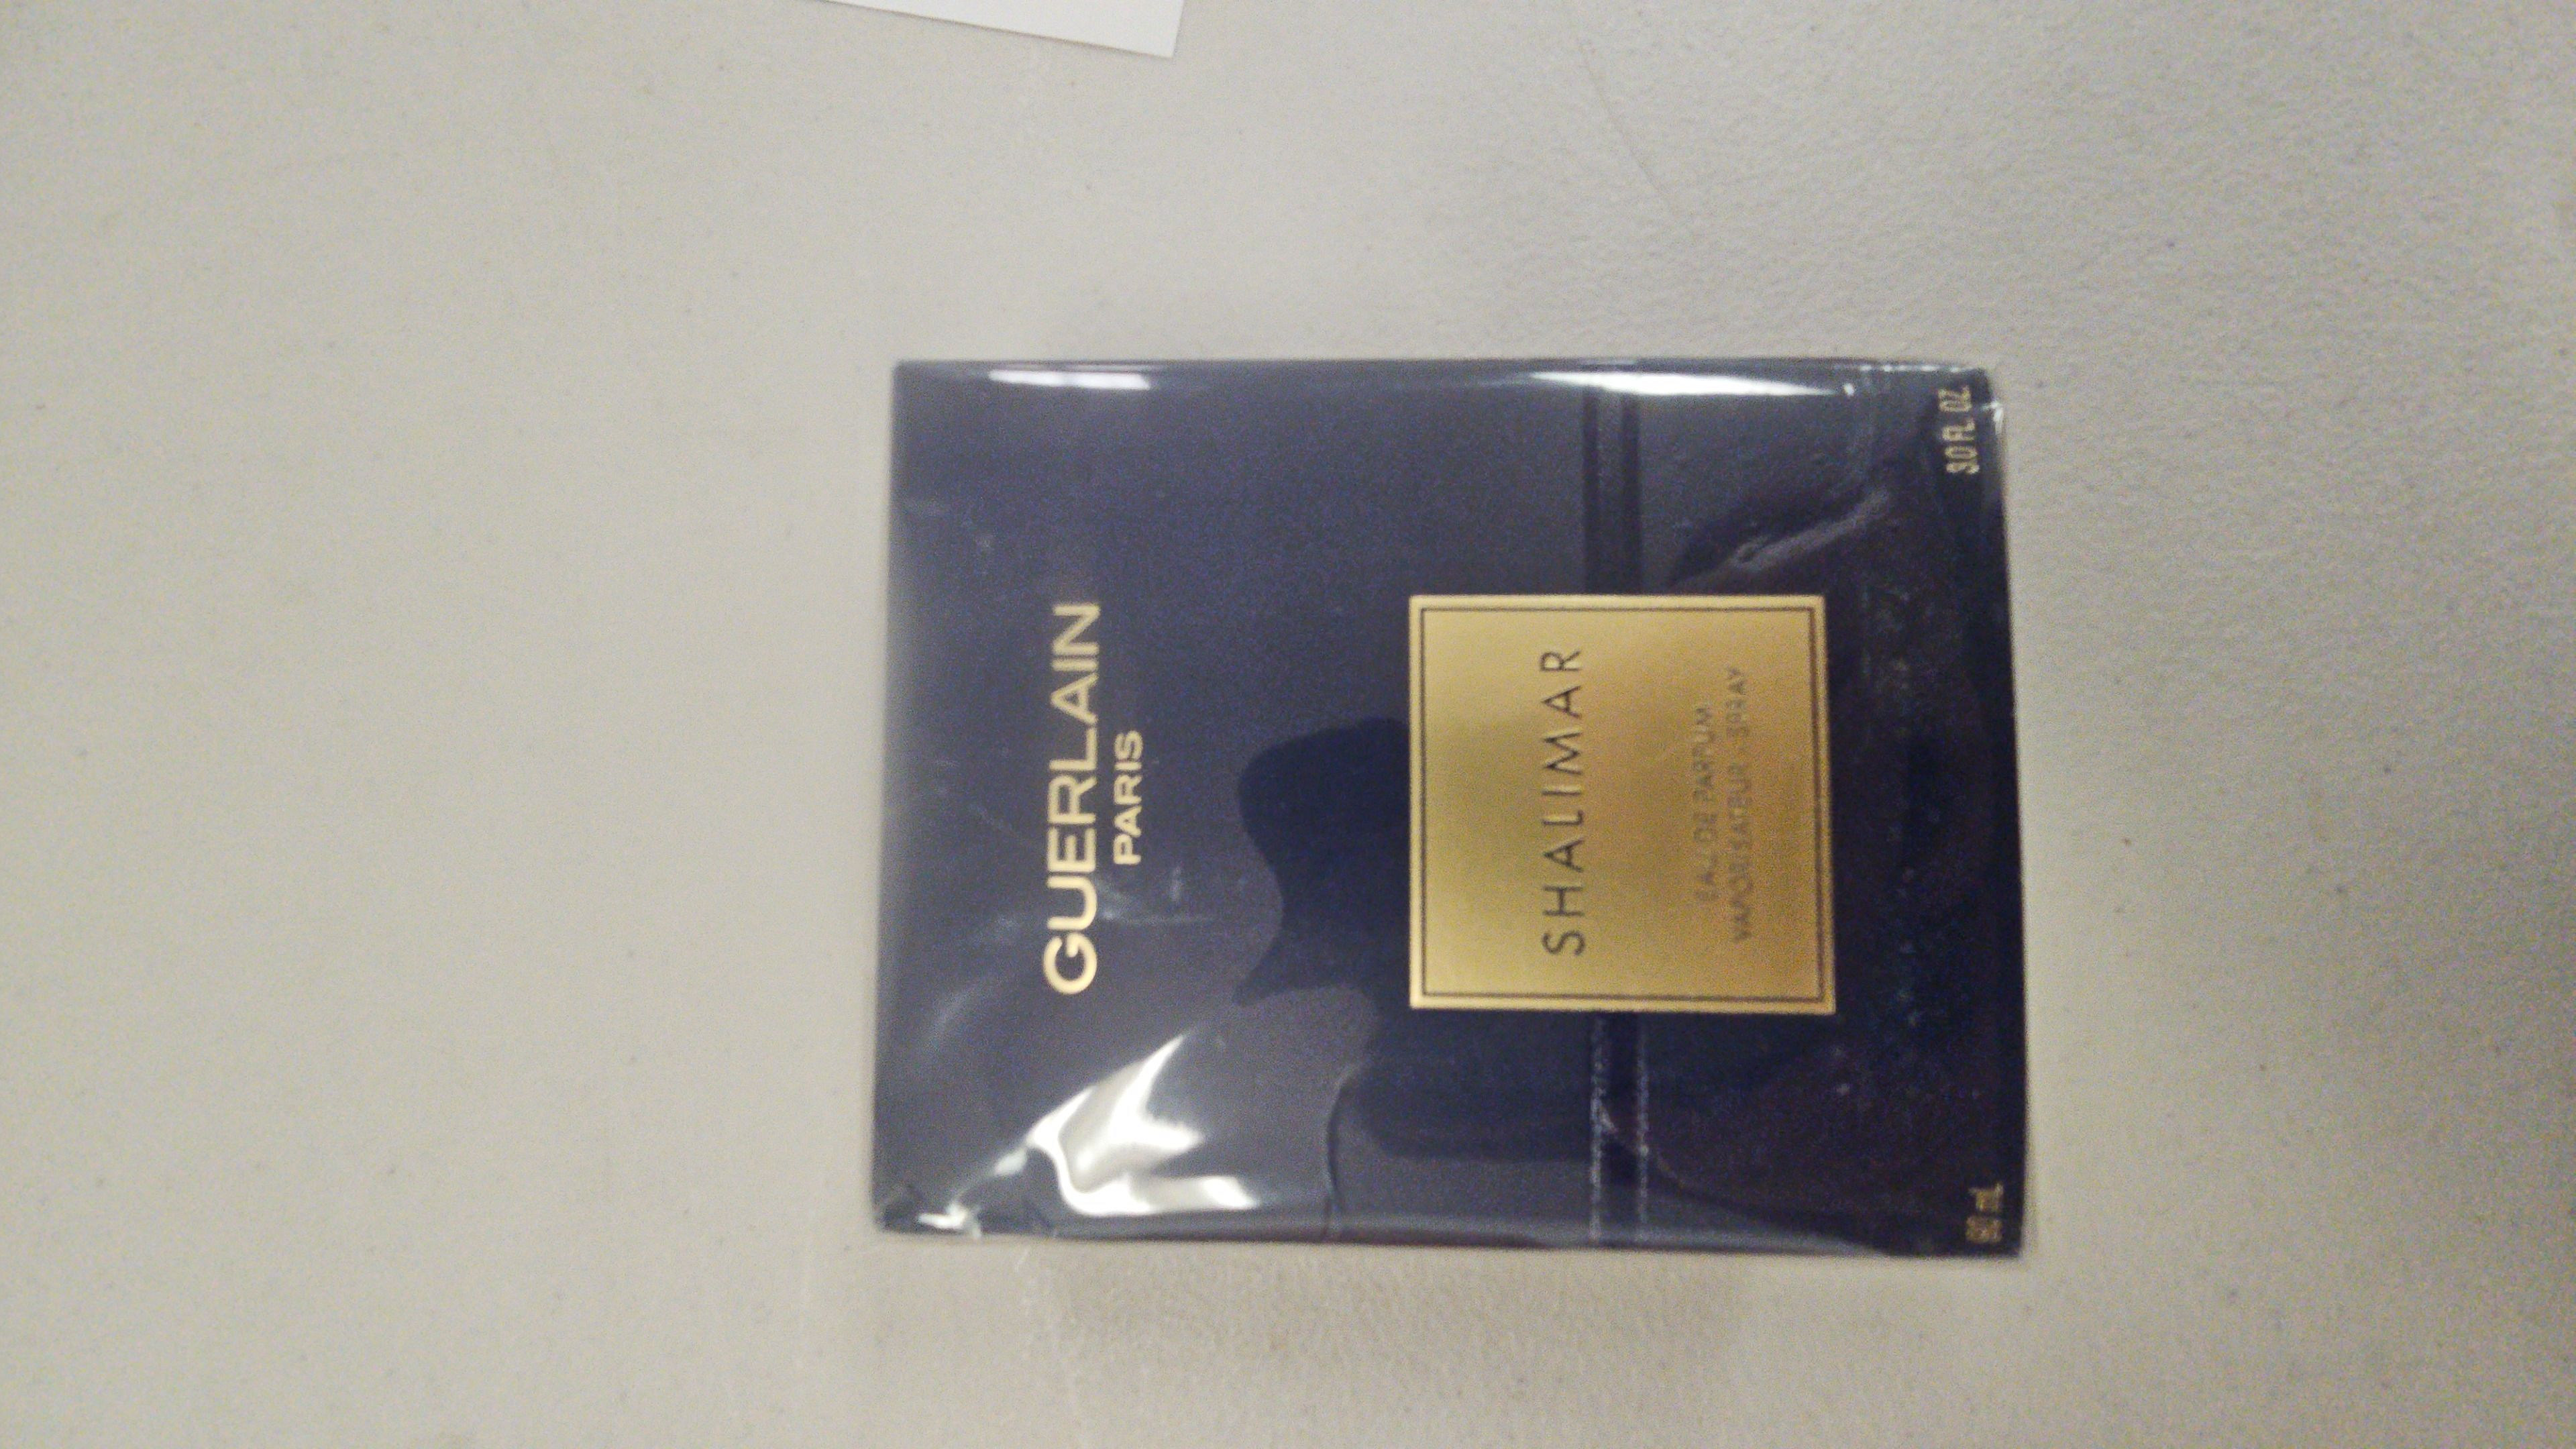 GUERLAIN
PARIS
SHALIMAR
EAU DE PARFUM
VAPORISATEUR . SPRAY
90 mL
3.0 FL. OZ.